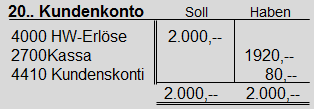 20.. Kundenkonto Soll Haben
4000 HW-Erlöse 2.000,--
2700Kassa 1920,--
4410 Kundenskonti 80,--
2.000,-- 2.000,--